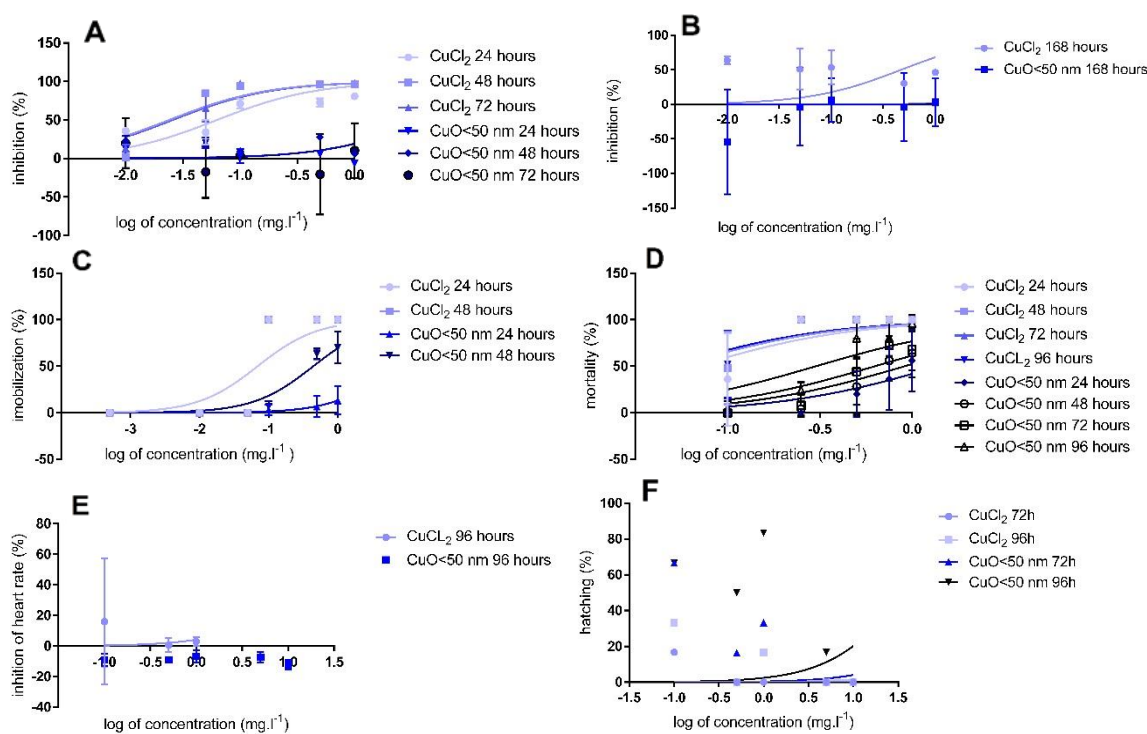 A
CuCl₂ 24 hours
CuCl₂ 48 hours
CuCl₂ 72 hours
CuO<50 nm 24 hours
CuO<50 nm 48 hours
CuO<50 nm 72 hours
inhibition (%)
150
100
50
0
-50
-100
-2.0 -1.5 -1.0 -0.5 0.0
log of concentration (mg.l⁻¹)
B
CuCl₂ 168 hours
CuO<50 nm 168 hours
inhibition (%)
100
50
0
-50
-100
-150
-2.0 -1.5 -1.0 -0.5 0.0
log of concentration (mg.l⁻¹)
C
CuCl₂ 24 hours
CuCl₂ 48 hours
CuO<50 nm 24 hours
CuO<50 nm 48 hours
imobilization (%)
150
100
50
0
-50
-3 -2 -1 0
log of concentration (mg.l⁻¹)
D
CuCl₂ 24 hours
CuCl₂ 48 hours
CuCl₂ 72 hours
CuCL₂ 96 hours
CuO<50 nm 24 hours
CuO<50 nm 48 hours
CuO<50 nm 72 hours
CuO<50 nm 96 hours
mortality (%)
150
100
50
0
-50
-1.0 -0.5 0.0
log of concentration (mg.l⁻¹)
E
CuCL₂ 96 hours
CuO<50 nm 96 hours
inhition of heart rate (%)
80
60
40
20
0
-20
-40
-1.0 -0.5 0.0 0.5 1.0 1.5
log of concentration (mg.l⁻¹)
F
CuCl₂ 72h
CuCl₂ 96h
CuO<50 nm 72h
CuO<50 nm 96h
hatching (%)
100
80
60
40
20
0
-1.5 -1.0 -0.5 0.0 0.5 1.0 1.5
log of concentration (mg.l⁻¹)